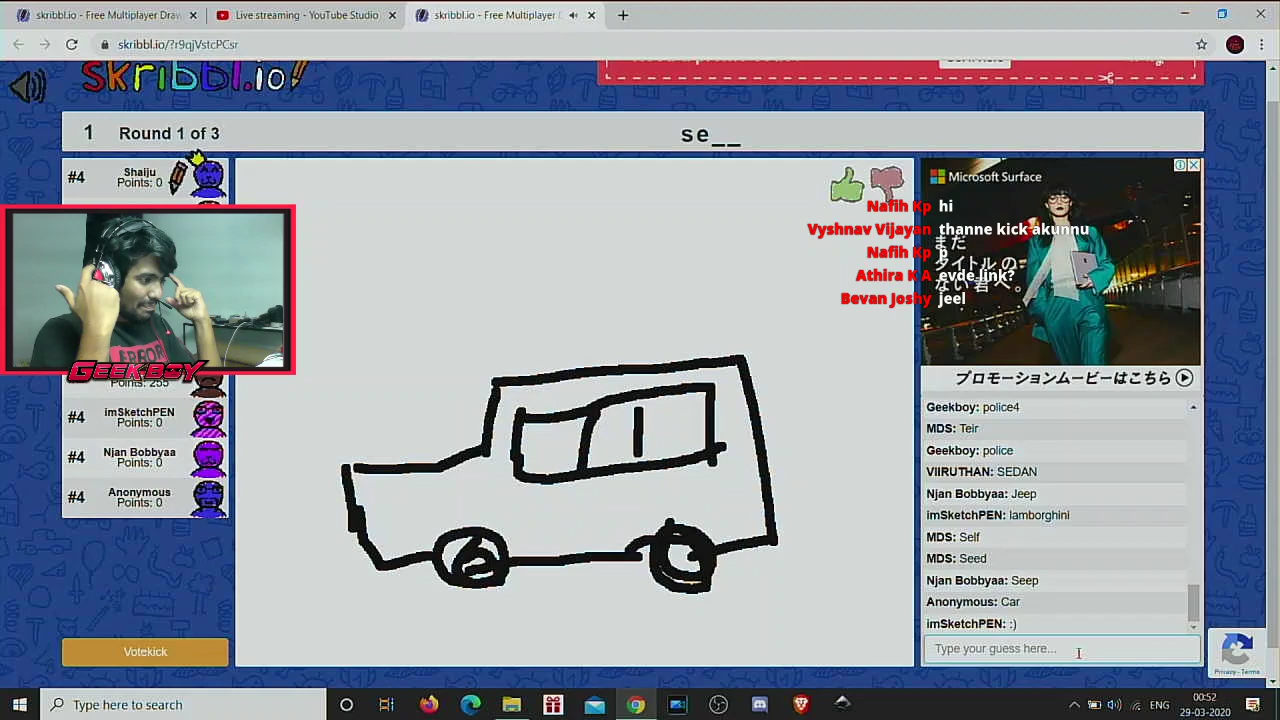 skribbl.io - Free Multiplayer Draw
Live streaming - YouTube Studio
skribbl.io - Free Multiplayer D
skribbl.io/?r9qjVstcPCsr
skribbl.io
1
Round 1 of 3
se__
#4
Shaiju
Points: 0
Microsoft Surface
まだ
タイトルの
ない君へ。
Nafih Kp hi
Vyshnav Vijayan thanne kick akunnu
Nafih Kp p
Athira K A evde link?
Bevan Joshy jeel
ERROR
GEEKBOY
Points: 255
プロモーションムービーはこちら
#4
imSketchPEN
Points: 0
#4
Njan Bobbyaa
Points: 0
#4
Anonymous
Points: 0
Geekboy: police4
MDS: Teir
Geekboy: police
VIIRUTHAN: SEDAN
Njan Bobbyaa: Jeep
imSketchPEN: lamborghini
MDS: Self
MDS: Seed
Njan Bobbyaa: Seep
Anonymous: Car
imSketchPEN: :)
Type your guess here...
Votekick
Privacy - Terms
Type here to search
ENG
00:52
29-03-2020